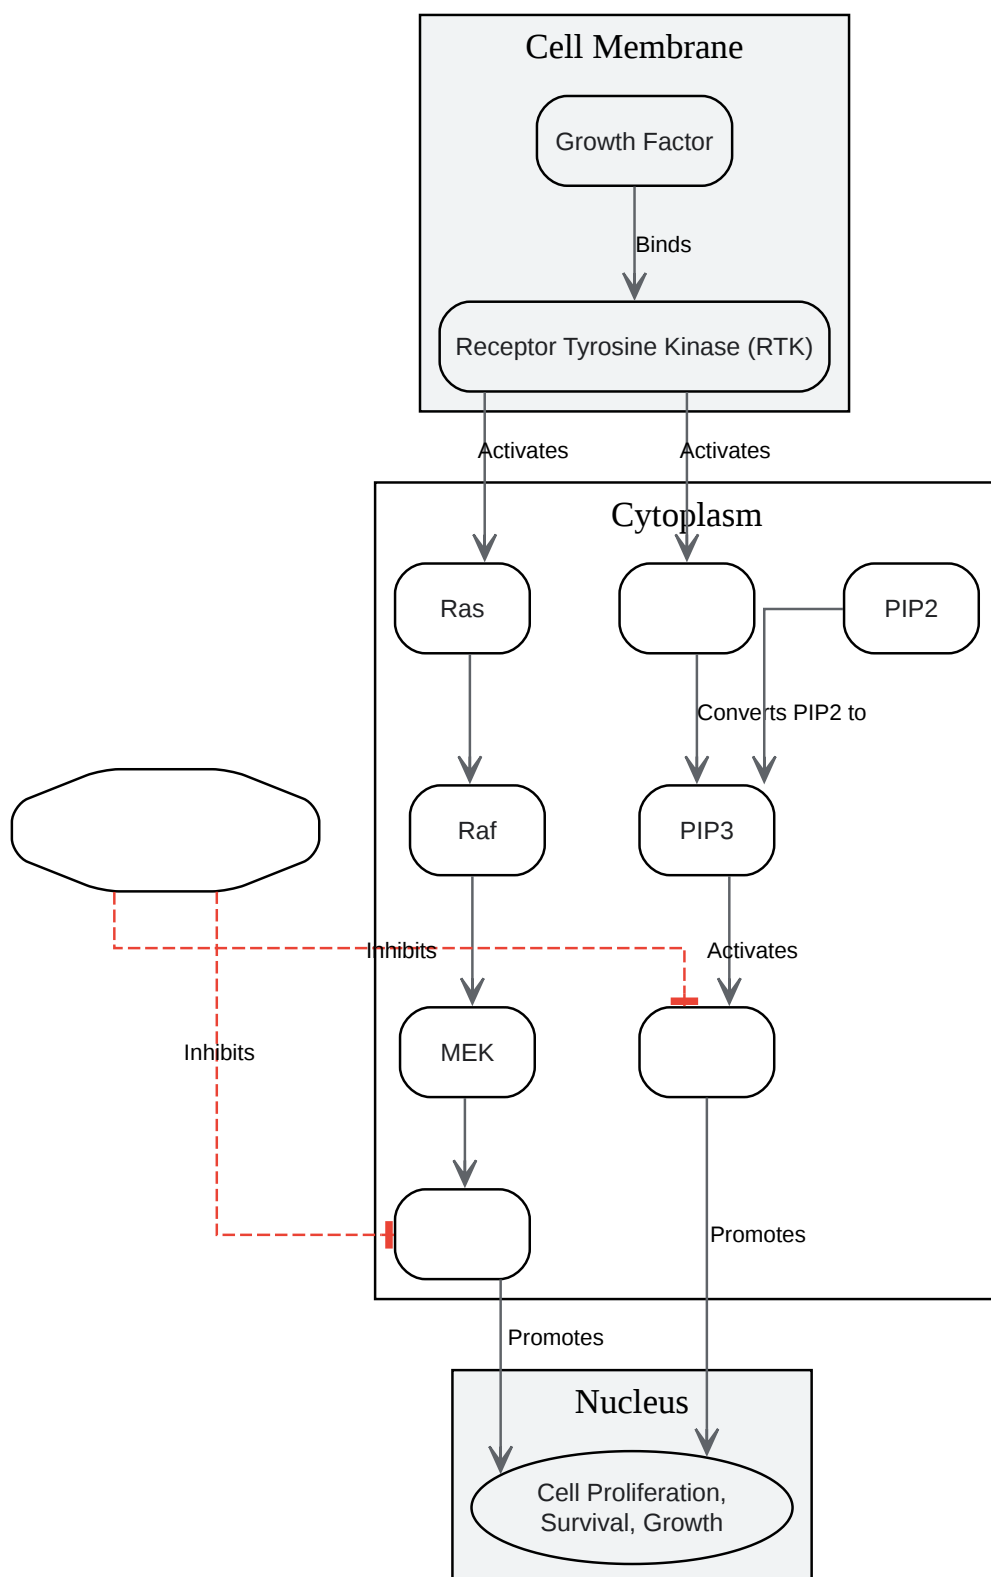 Cell Membrane
Growth Factor
Binds
Receptor Tyrosine Kinase (RTK)
Activates
Activates
Cytoplasm
Ras
PIP2
Converts PIP2 to
Raf
PIP3
Inhibits
Activates
Inhibits
MEK
Promotes
Promotes
Nucleus
Cell Proliferation,
Survival, Growth